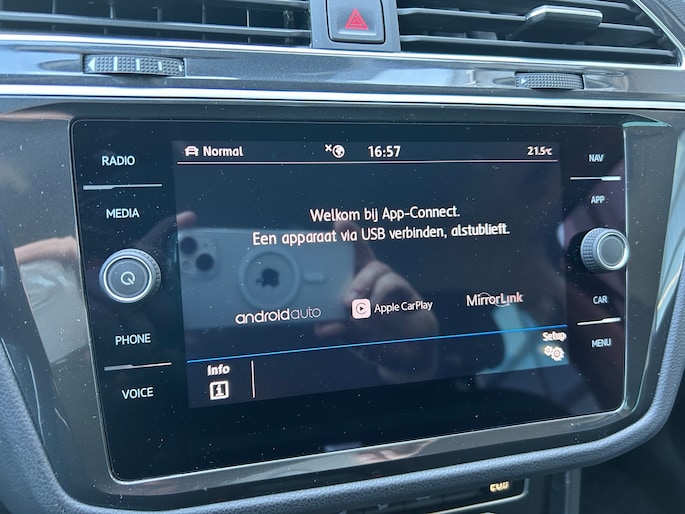 RADIO
MEDIA
PHONE
VOICE
Normal
16:57
21.5°C
Welkom bij App-Connect.
Een apparaat via USB verbinden, alstublieft.
androidauto
Apple CarPlay
MirrorLink
Info
Setup
NAV
APP
CAR
MENU